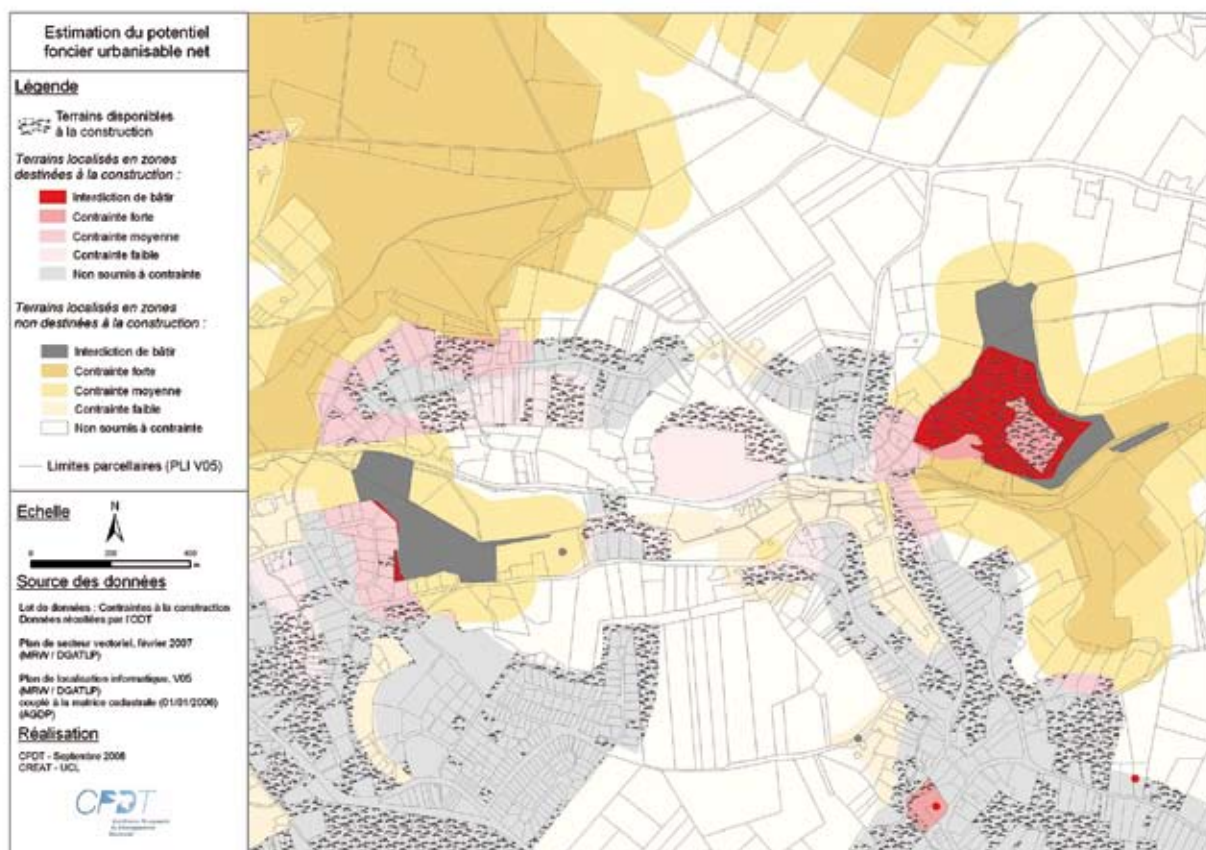 Estimation du potentiel
foncier urbanisable net
Légende
Terrains disponibles
à la construction
Terrains localisés en zones
destinées à la construction :
Interdiction de bâtir
Contrainte forte
Contrainte moyenne
Contrainte faible
Non soumis à contrainte
Terrains localisés en zones
non destinées à la construction :
Interdiction de bâtir
Contrainte forte
Contrainte moyenne
Contrainte faible
Non soumis à contrainte
Limites parcellaires (PLI V05)
Echelle
N
0 200 400
m
Source des données
Lot de données : Contraintes à la construction
Données récoltées par l'ODT
Plan de secteur vectoriel, février 2007
(MRW / DGATLP)
Plan de localisation informatique, V05
(MRW / DGATLP)
couplé à la matrice cadastrale (01/01/2006)
(AGDP)
Réalisation
CPDT - Septembre 2008
CREAT - UCL
CPDT